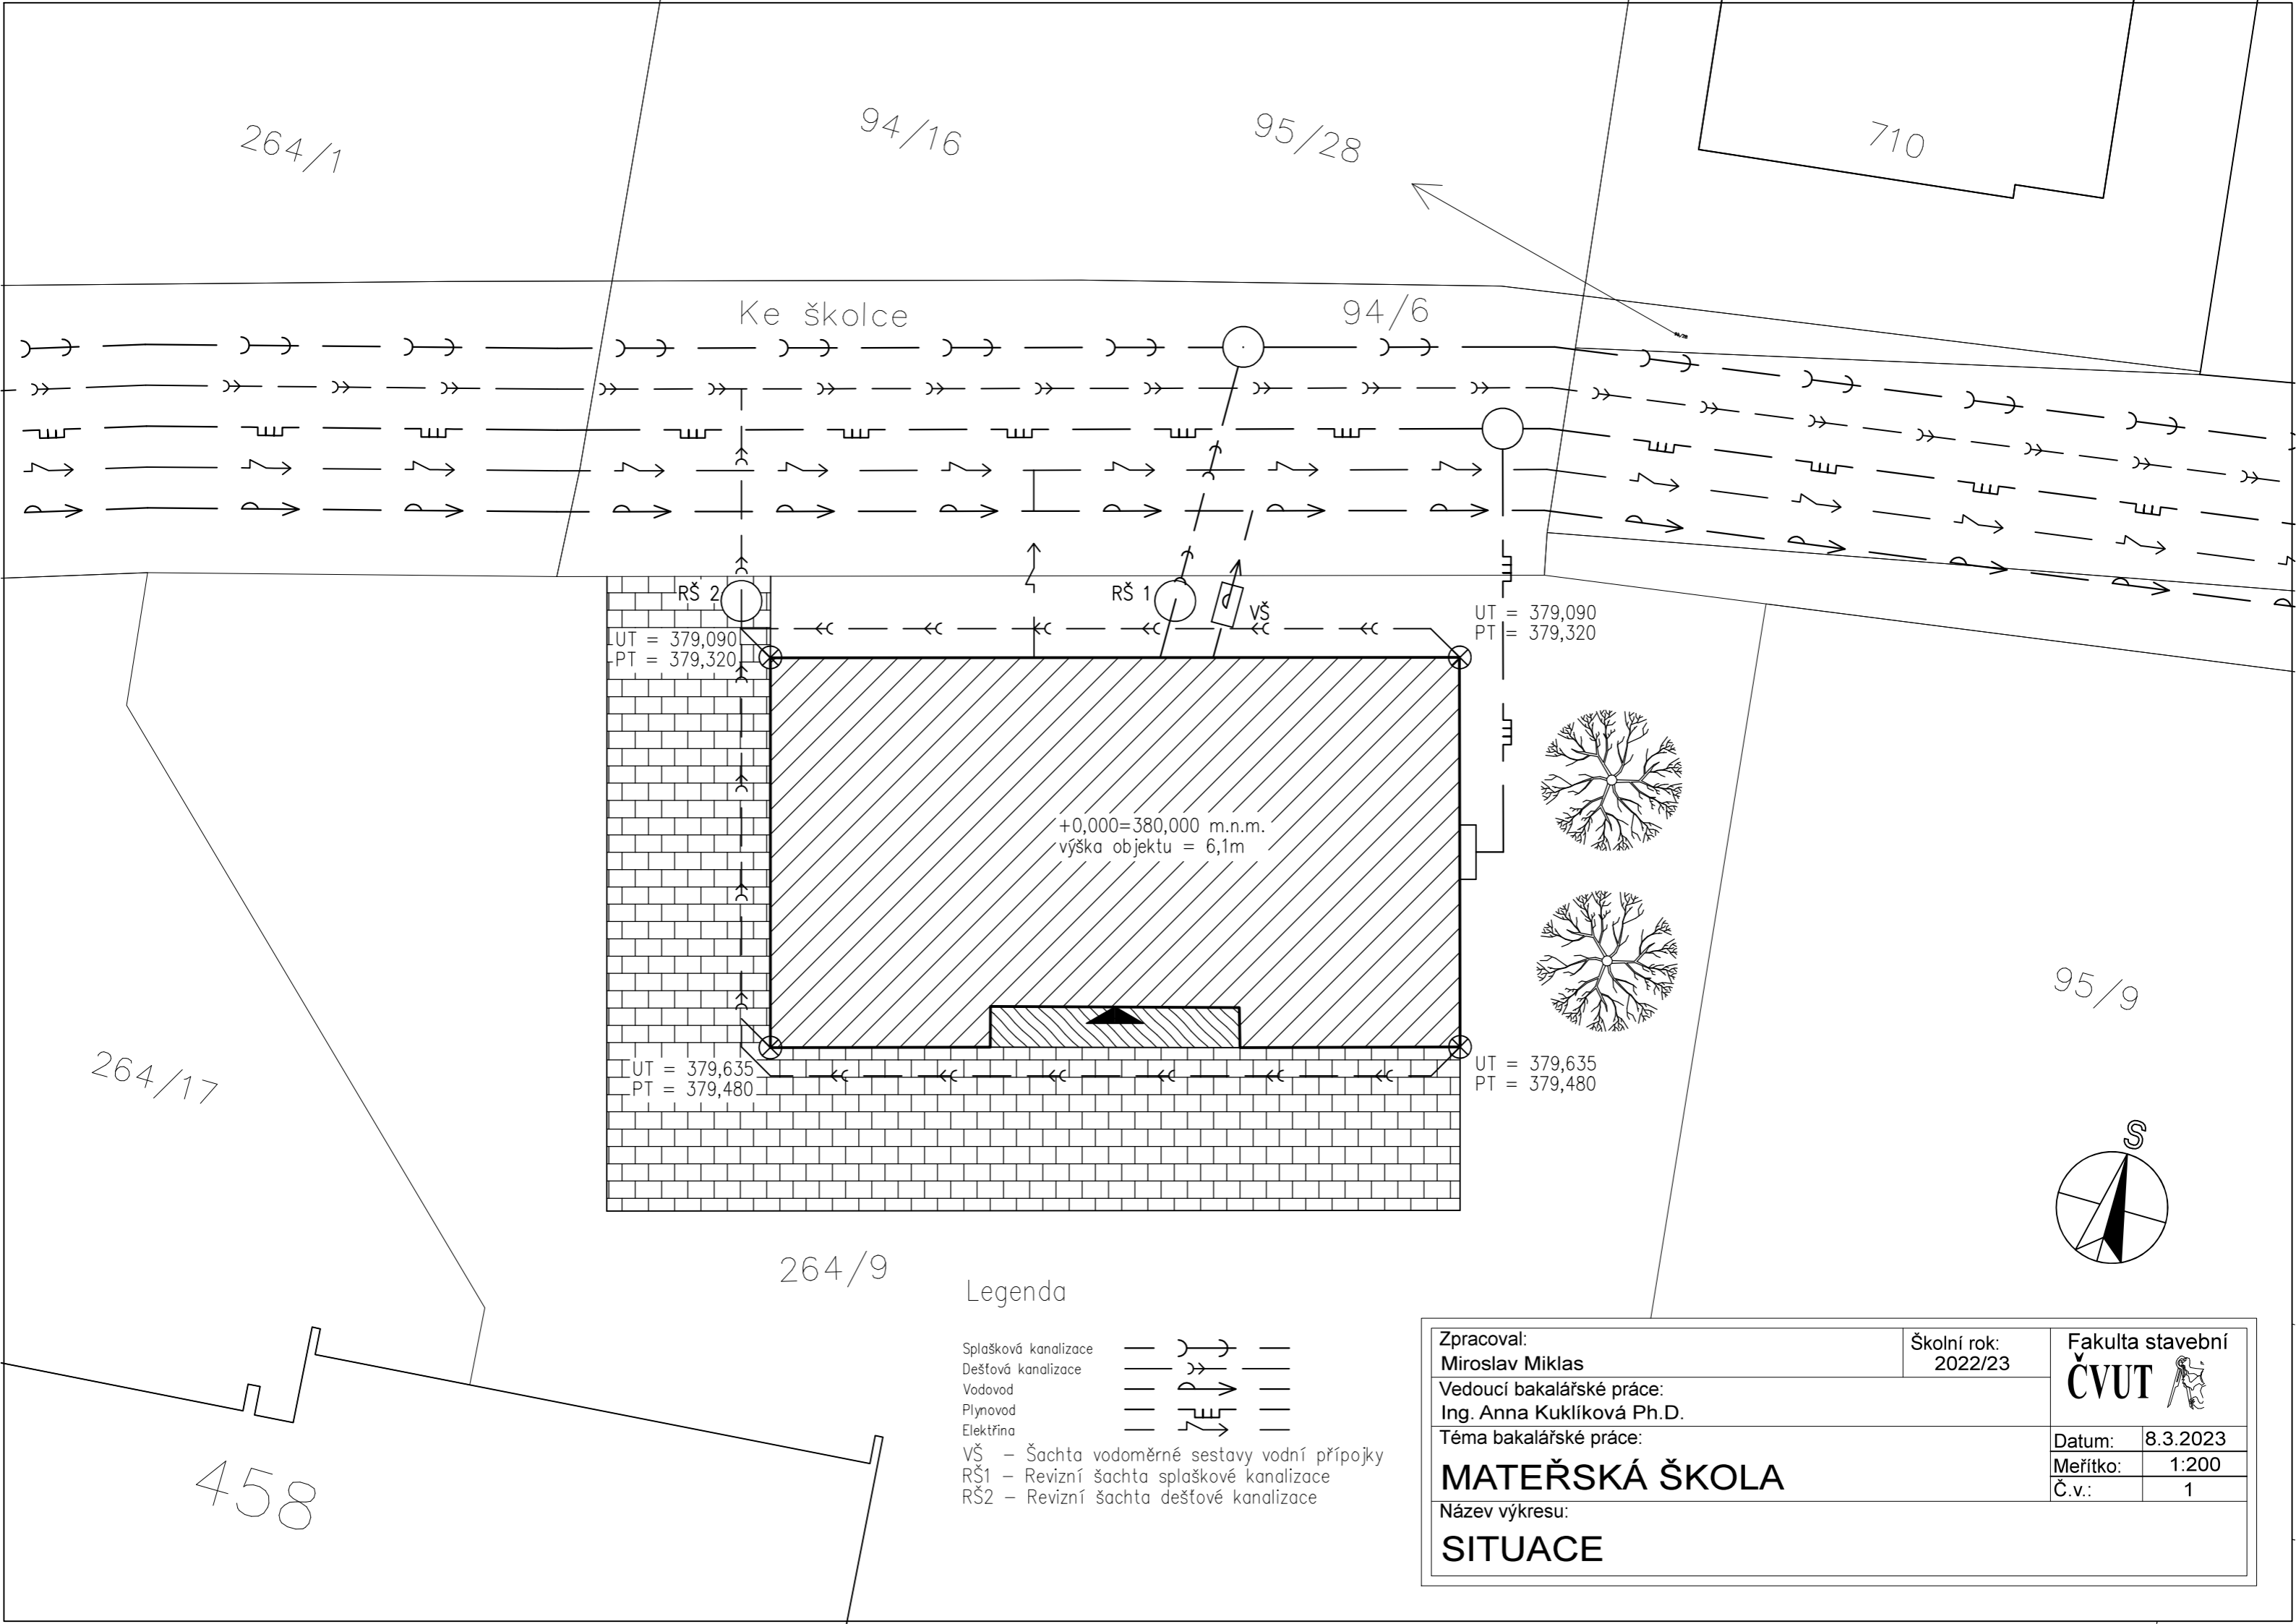 264/1
94/16
95/28
710
Ke školce
94/6
RŠ 2
RŠ 1
VŠ
UT = 379,090
PT = 379,320
UT = 379,090
PT = 379,320
+0,000=380,000 m.n.m.
výška objektu = 6,1m
95/9
264/17
UT = 379,635
PT = 379,480
UT = 379,635
PT = 379,480
S
264/9
458
Legenda
Splašková kanalizace
Dešťová kanalizace
Vodovod
Plynovod
Elektřina
VŠ – Šachta vodoměrné sestavy vodní přípojky
RŠ1 – Revizní šachta splaškové kanalizace
RŠ2 – Revizní šachta dešťové kanalizace
Zpracoval:
Miroslav Miklas
Školní rok:
2022/23
Fakulta stavební
ČVUT
Vedoucí bakalářské práce:
Ing. Anna Kuklíková Ph.D.
Téma bakalářské práce:
MATEŘSKÁ ŠKOLA
Datum: 8.3.2023
Meřítko: 1:200
Č.v.: 1
Název výkresu:
SITUACE